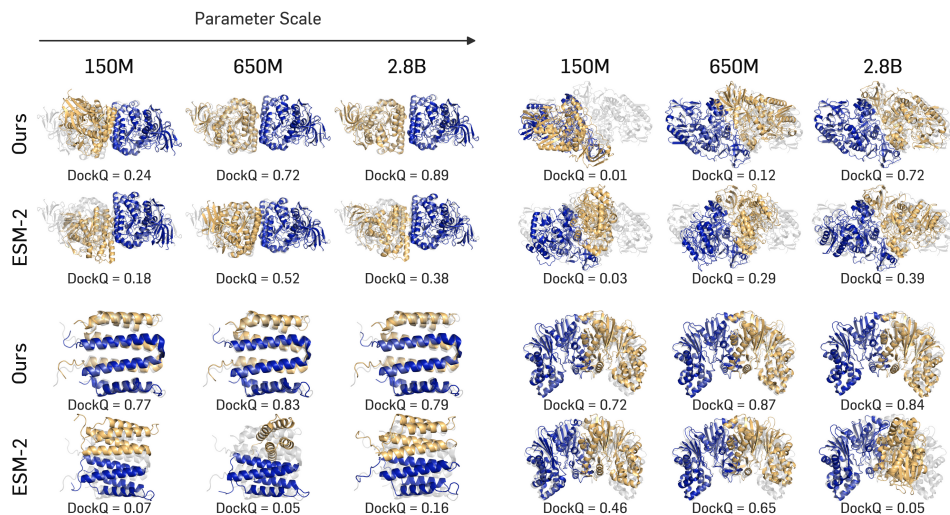 Parameter Scale
150M 650M 2.8B 150M 650M 2.8B
Ours
DockQ = 0.24 DockQ = 0.72 DockQ = 0.89 DockQ = 0.01 DockQ = 0.12 DockQ = 0.72
ESM-2
DockQ = 0.18 DockQ = 0.52 DockQ = 0.38 DockQ = 0.03 DockQ = 0.29 DockQ = 0.39
Ours
DockQ = 0.77 DockQ = 0.83 DockQ = 0.79 DockQ = 0.72 DockQ = 0.87 DockQ = 0.84
ESM-2
DockQ = 0.07 DockQ = 0.05 DockQ = 0.16 DockQ = 0.46 DockQ = 0.65 DockQ = 0.05